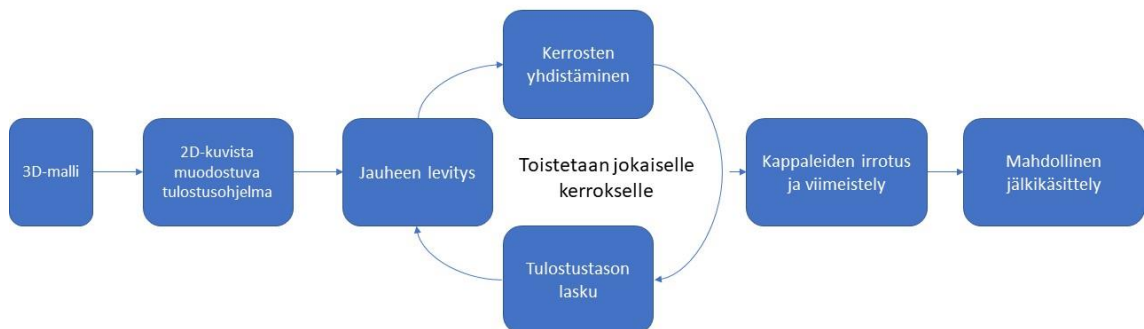 3D-malli
2D-kuvista
muodostuva
tulostusohjelma
Jauheen levitys
Kerrosten
yhdistäminen
Toistetaan jokaiselle
kerrokselle
Tulostustason
lasku
Kappaleiden irrotus
ja viimeistely
Mahdollinen
jälkikäsittely